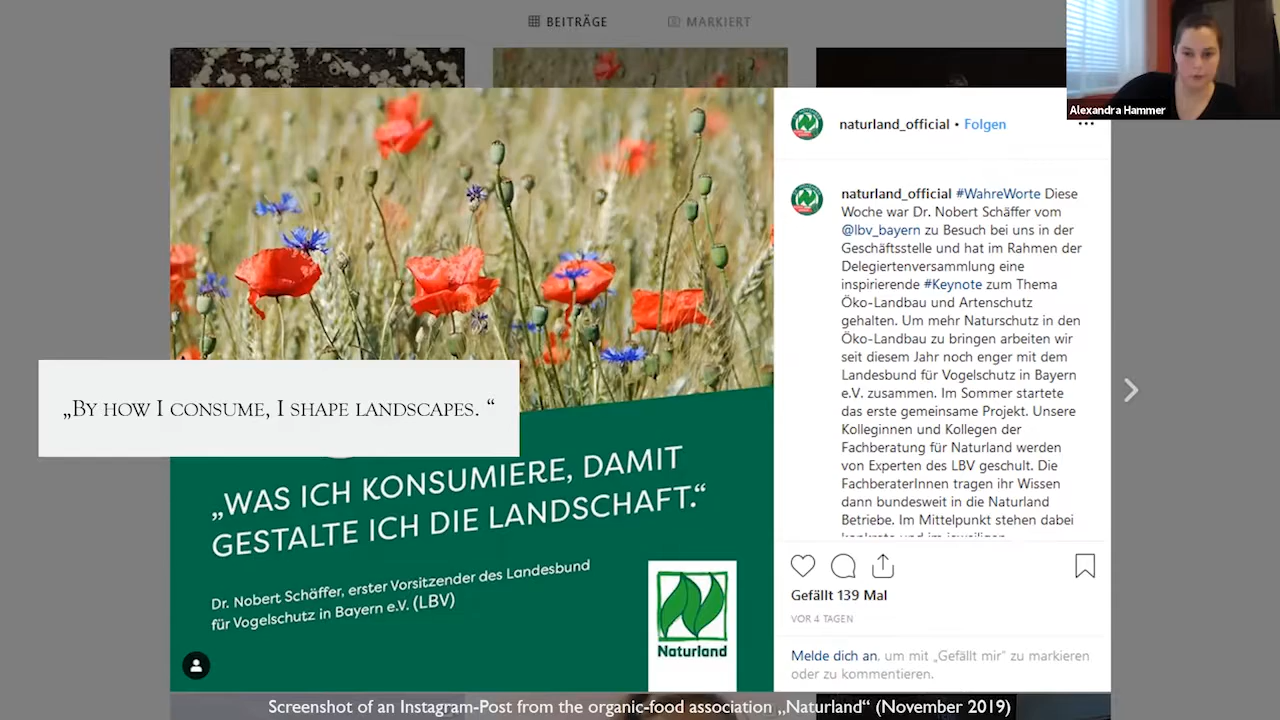 BEITRÄGE
MARKIERT
Alexandra Hammer
naturland_official • Folgen
naturland_official #WahreWorte Diese
Woche war Dr. Nobert Schäffer vom
@lbv_bayern zu Besuch bei uns in der
Geschäftsstelle und hat im Rahmen der
Delegiertenversammlung eine
inspirierende #Keynote zum Thema
Öko-Landbau und Artenschutz
gehalten. Um mehr Naturschutz in den
Öko-Landbau zu bringen arbeiten wir
seit diesem Jahr noch enger mit dem
Landesbund für Vogelschutz in Bayern
e.V. zusammen. Im Sommer startete
das erste gemeinsame Projekt. Unsere
Kolleginnen und Kollegen der
Fachberatung für Naturland werden
von Experten des LBV geschult. Die
FachberaterInnen tragen ihr Wissen
dann bundesweit in die Naturland
Betriebe. Im Mittelpunkt stehen dabei
„By how I consume, I shape landscapes. “
„WAS ICH KONSUMIERE, DAMIT
GESTALTE ICH DIE LANDSCHAFT.“
Dr. Nobert Schäffer, erster Vorsitzender des Landesbund
für Vogelschutz in Bayern e.V. (LBV)
Naturland
Gefällt 139 Mal
VOR 4 TAGEN
Melde dich an, um mit „Gefällt mir“ zu markieren
oder zu kommentieren.
Screenshot of an Instagram-Post from the organic-food association „Naturland“ (November 2019)